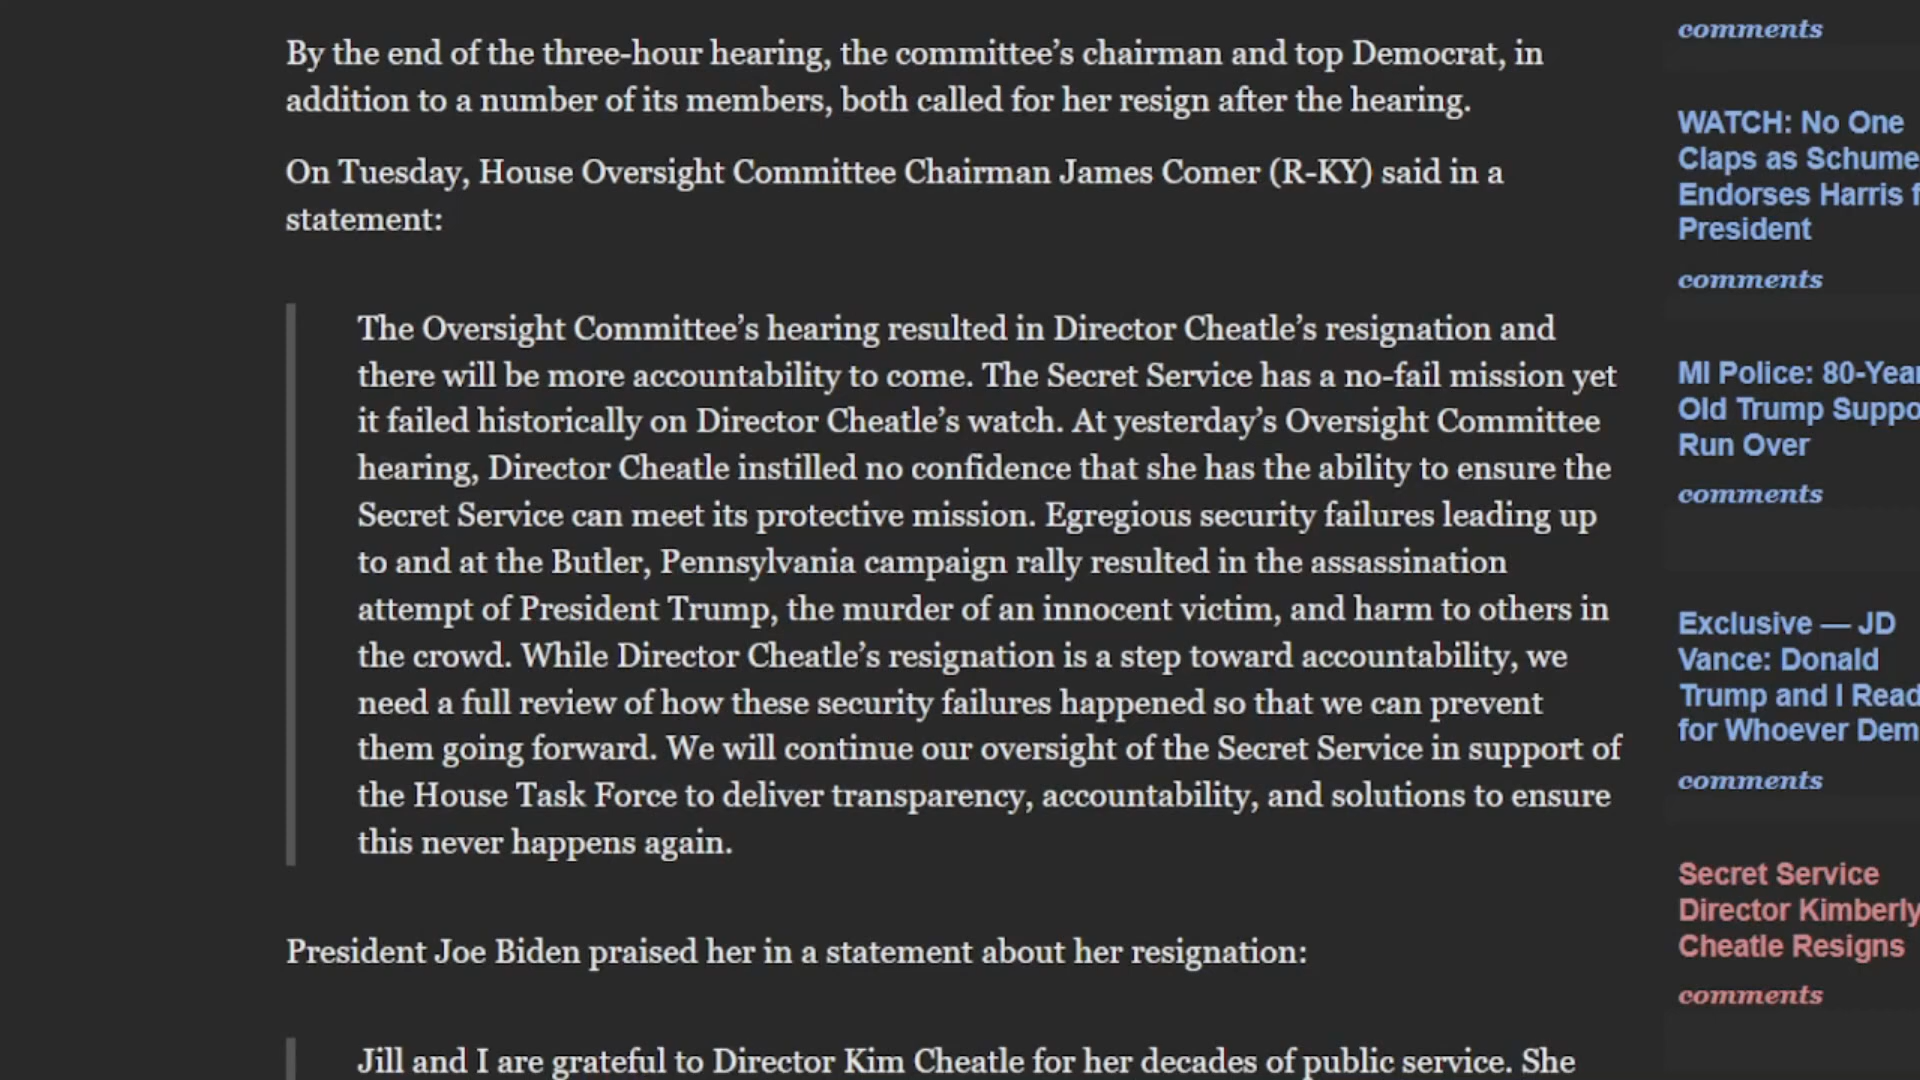 By the end of the three-hour hearing, the committee’s chairman and top Democrat, in
addition to a number of its members, both called for her resign after the hearing.
On Tuesday, House Oversight Committee Chairman James Comer (R-KY) said in a
statement:
The Oversight Committee’s hearing resulted in Director Cheatle’s resignation and
there will be more accountability to come. The Secret Service has a no-fail mission yet
it failed historically on Director Cheatle’s watch. At yesterday’s Oversight Committee
hearing, Director Cheatle instilled no confidence that she has the ability to ensure the
Secret Service can meet its protective mission. Egregious security failures leading up
to and at the Butler, Pennsylvania campaign rally resulted in the assassination
attempt of President Trump, the murder of an innocent victim, and harm to others in
the crowd. While Director Cheatle’s resignation is a step toward accountability, we
need a full review of how these security failures happened so that we can prevent
them going forward. We will continue our oversight of the Secret Service in support of
the House Task Force to deliver transparency, accountability, and solutions to ensure
this never happens again.
President Joe Biden praised her in a statement about her resignation:
Jill and I are grateful to Director Kim Cheatle for her decades of public service. She
comments
WATCH: No One
Claps as Schume
Endorses Harris f
President
comments
MI Police: 80-Year
Old Trump Suppo
Run Over
comments
Exclusive — JD
Vance: Donald
Trump and I Read
for Whoever Dem
comments
Secret Service
Director Kimberly
Cheatle Resigns
comments